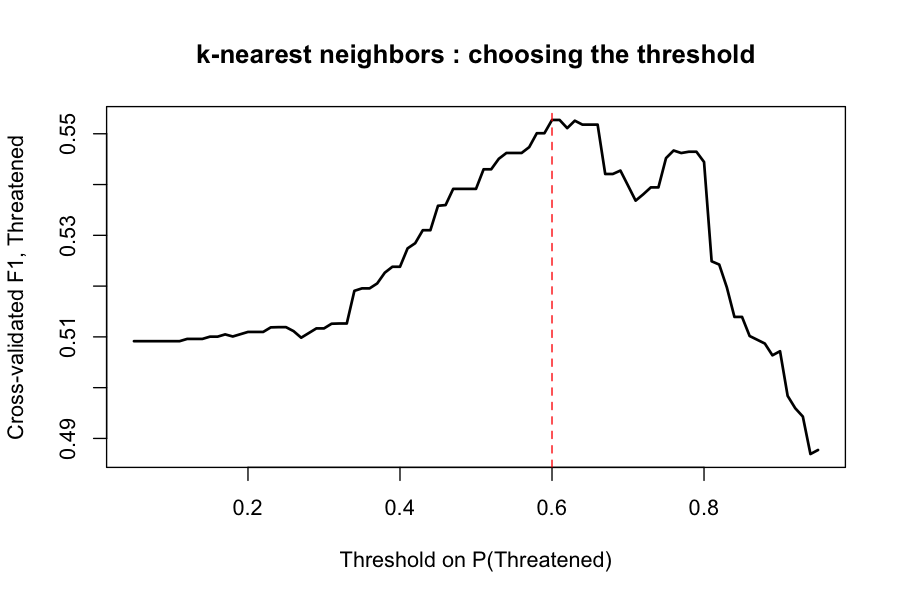 k-nearest neighbors : choosing the threshold
Cross-validated F1, Threatened
0.55
0.53
0.51
0.49
0.2 0.4 0.6 0.8
Threshold on P(Threatened)